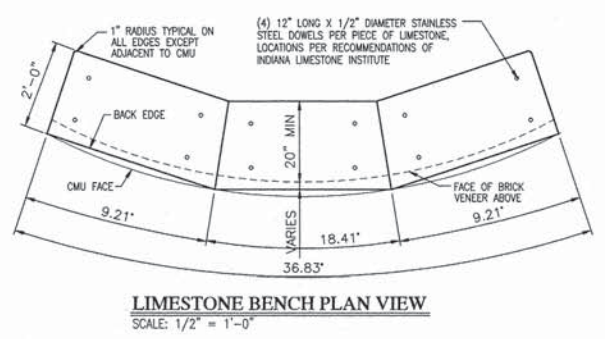 1" RADIUS TYPICAL ON
ALL EDGES EXCEPT
ADJACENT TO CMU
(4) 12" LONG X 1/2" DIAMETER STAINLESS
STEEL DOWELS PER PIECE OF LIMESTONE,
LOCATIONS PER RECOMMENDATIONS OF
INDIANA LIMESTONE INSTITUTE
2'-0"
BACK EDGE
20" MIN
CMU FACE
FACE OF BRICK
VENEER ABOVE
9.21°
VARIES
18.41°
9.21°
36.83°
LIMESTONE BENCH PLAN VIEW
SCALE: 1/2" = 1'-0"